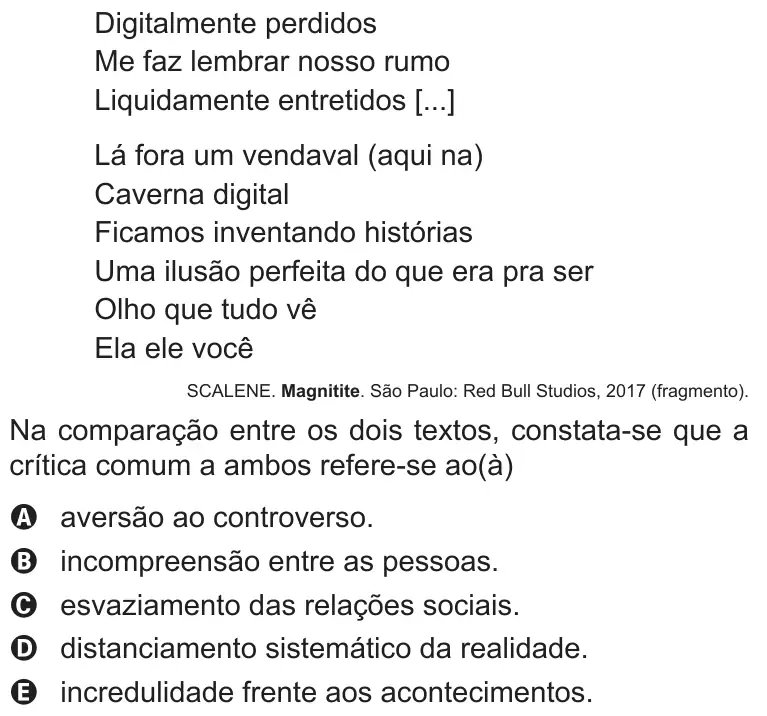 Digitalmente perdidos
Me faz lembrar nosso rumo
Liquidamente entretidos [...]
Lá fora um vendaval (aqui na)
Caverna digital
Ficamos inventando histórias
Uma ilusão perfeita do que era pra ser
Olho que tudo vê
Ela ele você
SCALENE. Magnitite. São Paulo: Red Bull Studios, 2017 (fragmento).
Na comparação entre os dois textos, constata-se que a
crítica comum a ambos refere-se ao(à)
A aversão ao controverso.
B incompreensão entre as pessoas.
C esvaziamento das relações sociais.
D distanciamento sistemático da realidade.
E incredulidade frente aos acontecimentos.